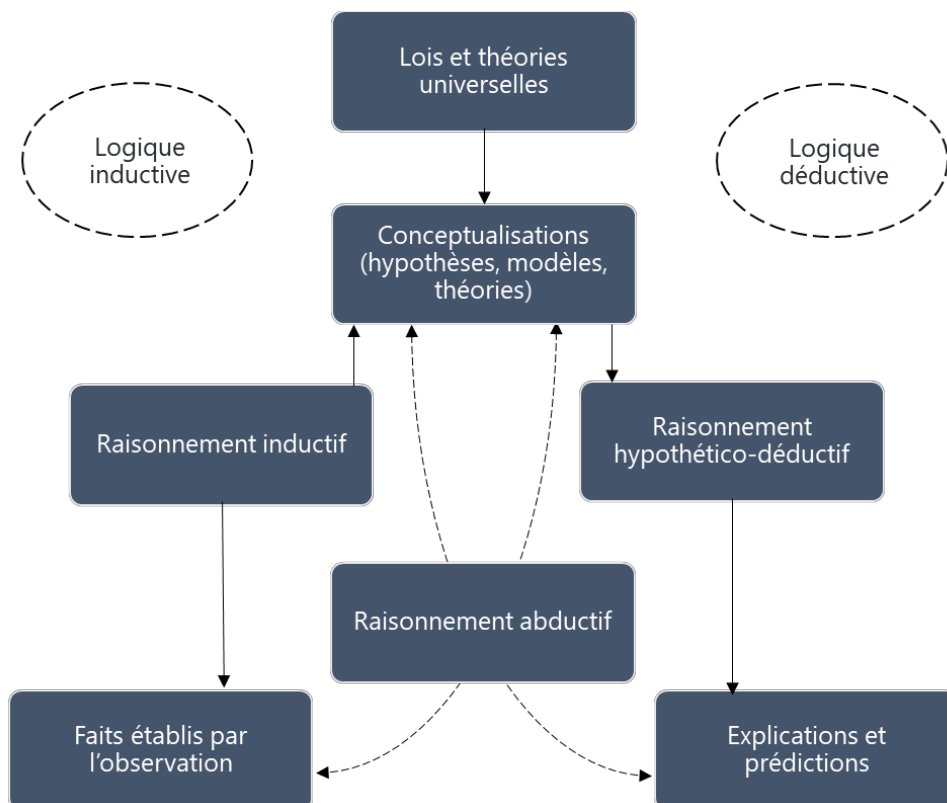 Lois et théories
universelles
Logique
inductive
Logique
déductive
Conceptualisations
(hypothèses, modèles,
théories)
Raisonnement inductif
Raisonnement
hypothético-déductif
Raisonnement abductif
Faits établis par
l’observation
Explications et
prédictions